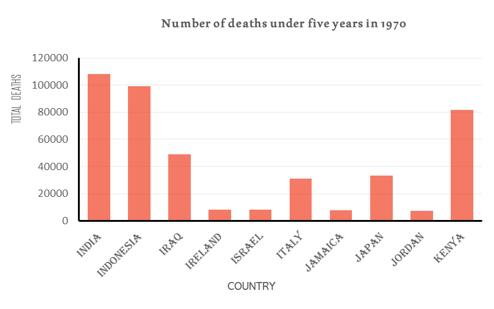 Number of deaths under five years in 1970
TOTAL DEATHS
120000
100000
80000
60000
40000
20000
0
INDIA
INDONESIA
IRAQ
IRELAND
ISRAEL
ITALY
JAMAICA
JAPAN
JORDAN
KENYA
COUNTRY